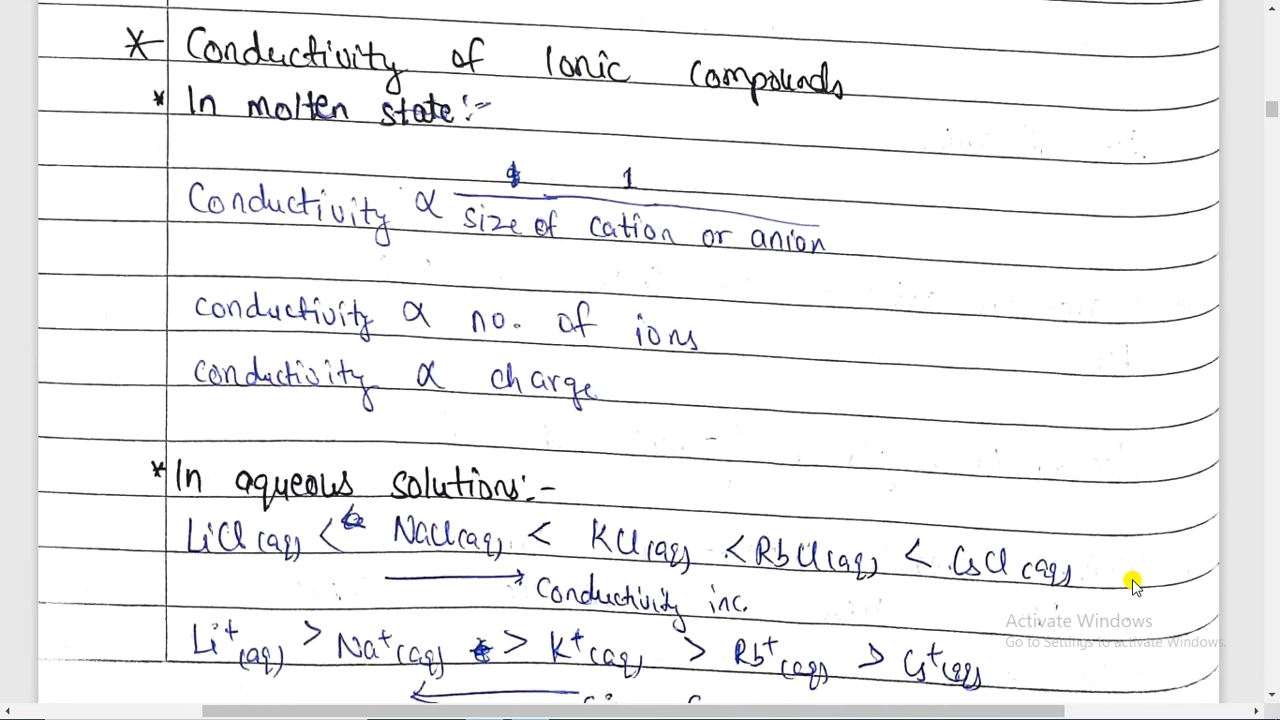 * Conductivity of Ionic compounds
* In molten state:-
1
Conductivity ∝ size of cation or anion
conductivity ∝ no. of ions
conductivity ∝ charge
* In aqueous solutions:-
LiCl (aq) < NaCl(aq) < KCl(aq) < RbCl(aq) < CsCl (aq)
→ Conductivity inc.
Activate Windows
Go to Settings to activate Windows.
Li+(aq) > Na+(aq) > K+(aq) > Rb+(aq) > Cs+(aq)